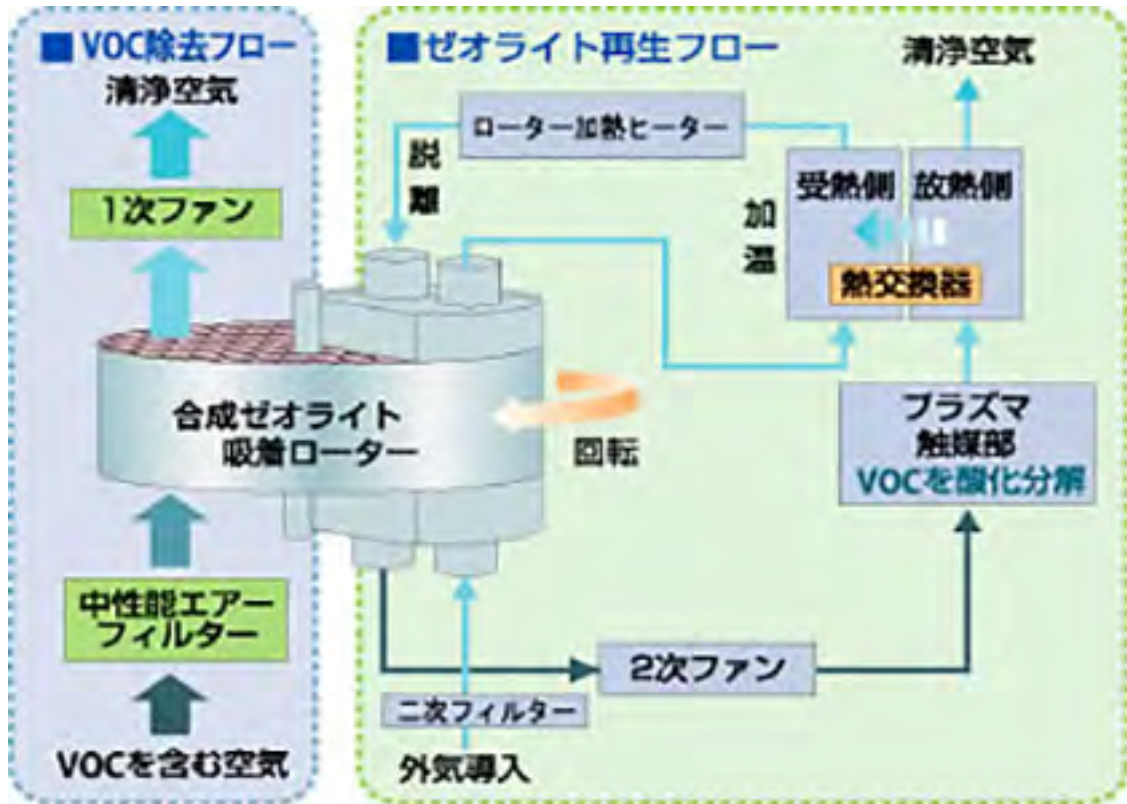 ■VOC除去フロー
清浄空気
1次ファン
合成ゼオライト
吸着ローター
中性能エアー
フィルター
VOCを含む空気
■ゼオライト再生フロー
清浄空気
ローター加熱ヒーター
脱離
加温
受熱側
放熱側
熱交換器
回転
プラズマ
触媒部
VOCを酸化分解
2次ファン
二次フィルター
外気導入